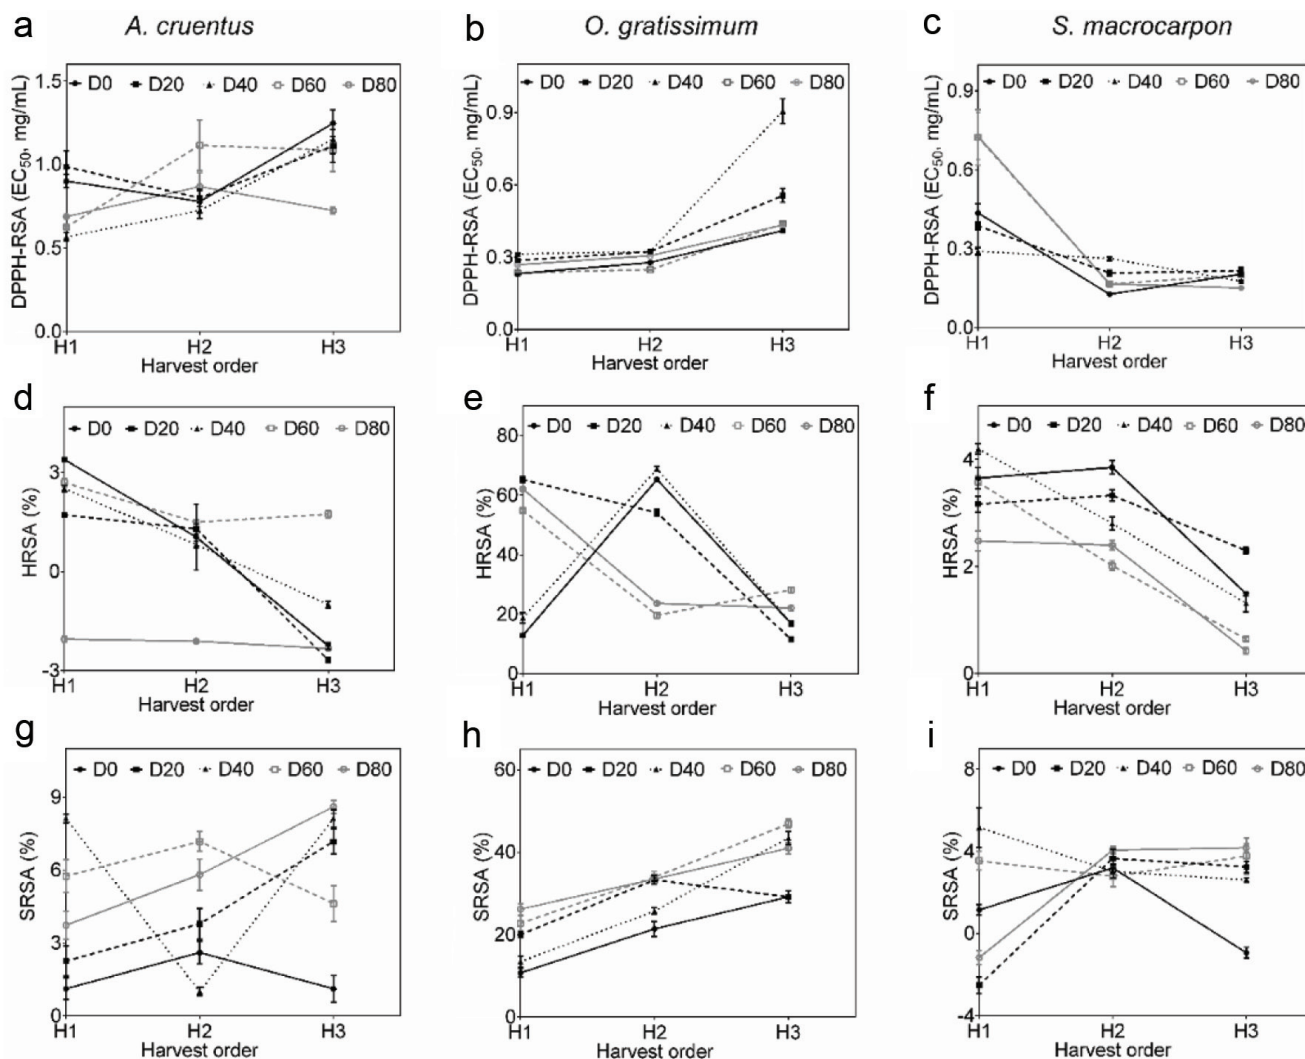 a A. cruentus
b O. gratissimum
c S. macrocarpon
DPPH-RSA (EC50, mg/mL)
1.5
1.0
0.5
0.0
D0 D20 D40 D60 D80
H1 H2 H3
Harvest order
DPPH-RSA (EC50, mg/mL)
0.9
0.6
0.3
0.0
D0 D20 D40 D60 D80
H1 H2 H3
Harvest order
DPPH-RSA (EC50, mg/mL)
0.9
0.6
0.3
0.0
D0 D20 D40 D60 D80
H1 H2 H3
Harvest order
d
HRSA (%)
3
0
-3
D0 D20 D40 D60 D80
H1 H2 H3
Harvest order
e
HRSA (%)
80
60
40
20
0
D0 D20 D40 D60 D80
H1 H2 H3
Harvest order
f
HRSA (%)
4
2
0
D0 D20 D40 D60 D80
H1 H2 H3
Harvest order
g
SRSA (%)
9
6
3
0
D0 D20 D40 D60 D80
H1 H2 H3
Harvest order
h
SRSA (%)
60
40
20
0
D0 D20 D40 D60 D80
H1 H2 H3
Harvest order
i
SRSA (%)
8
4
0
-4
D0 D20 D40 D60 D80
H1 H2 H3
Harvest order